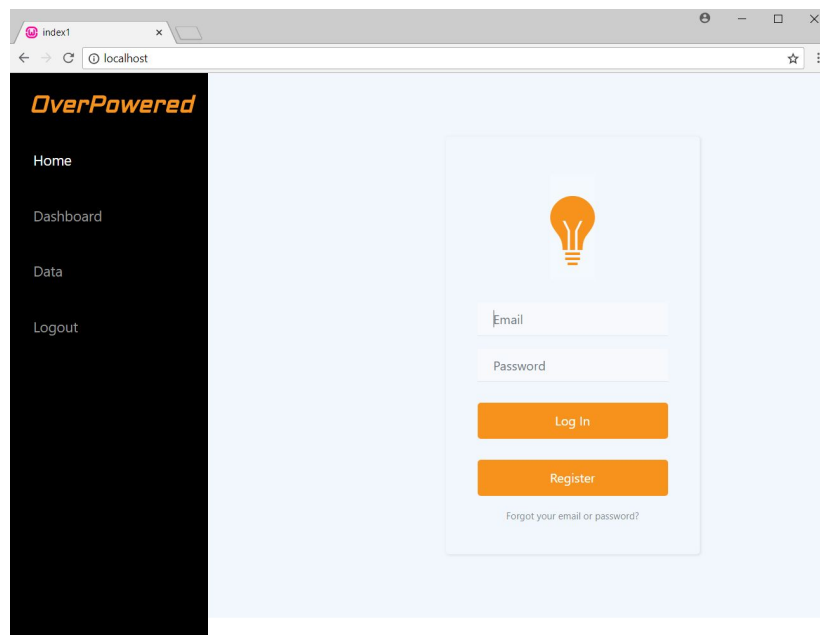 index1
localhost
OverPowered
Home
Dashboard
Data
Logout
Email
Password
Log In
Register
Forgot your email or password?